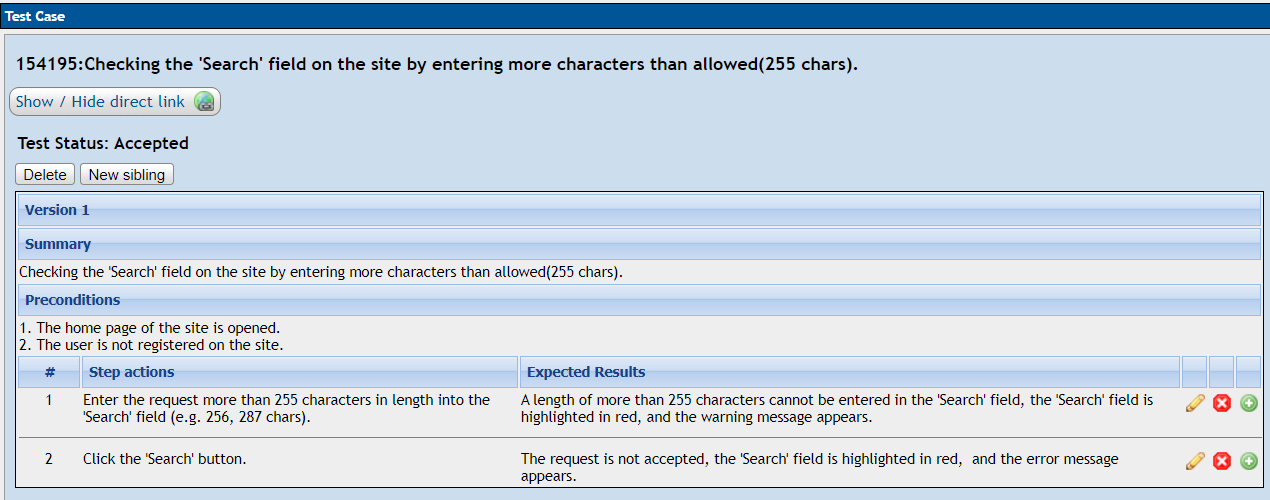 Test Case
154195:Checking the 'Search' field on the site by entering more characters than allowed(255 chars).
Show / Hide direct link
Test Status: Accepted
Delete New sibling
Version 1
Summary
Checking the 'Search' field on the site by entering more characters than allowed(255 chars).
Preconditions
1. The home page of the site is opened.
2. The user is not registered on the site.
# Step actions Expected Results
1 Enter the request more than 255 characters in length into the A length of more than 255 characters cannot be entered in the 'Search' field, the 'Search' field is
'Search' field (e.g. 256, 287 chars). highlighted in red, and the warning message appears.
2 Click the 'Search' button. The request is not accepted, the 'Search' field is highlighted in red,  and the error message
appears.